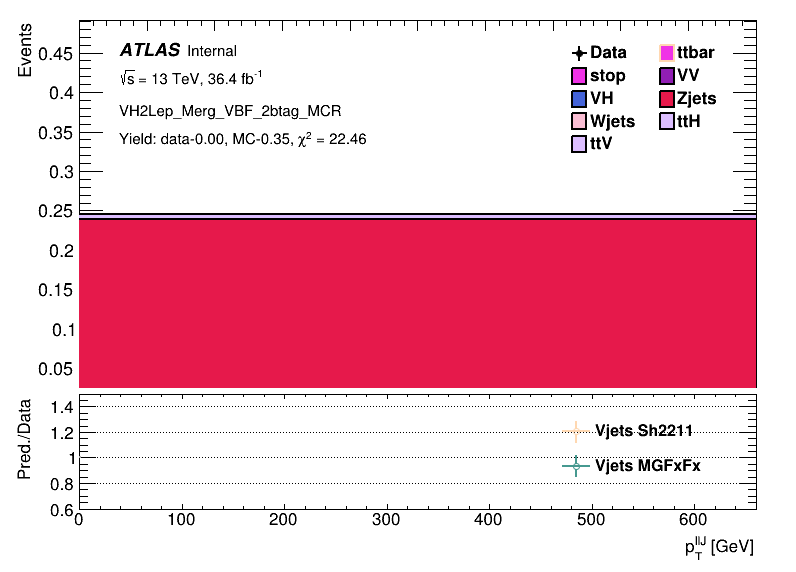 Events
ATLAS Internal
√s = 13 TeV, 36.4 fb⁻¹
VH2Lep_Merg_VBF_2btag_MCR
Yield: data-0.00, MC-0.35, χ² = 22.46
Data
ttbar
stop
VV
VH
Zjets
Wjets
ttH
ttV
0.45
0.4
0.35
0.3
0.25
0.2
0.15
0.1
0.05
Pred./Data
1.4
1.2
1
0.8
0.6
Vjets Sh2211
Vjets MGFxFx
0 100 200 300 400 500 600
p_T^llJ [GeV]